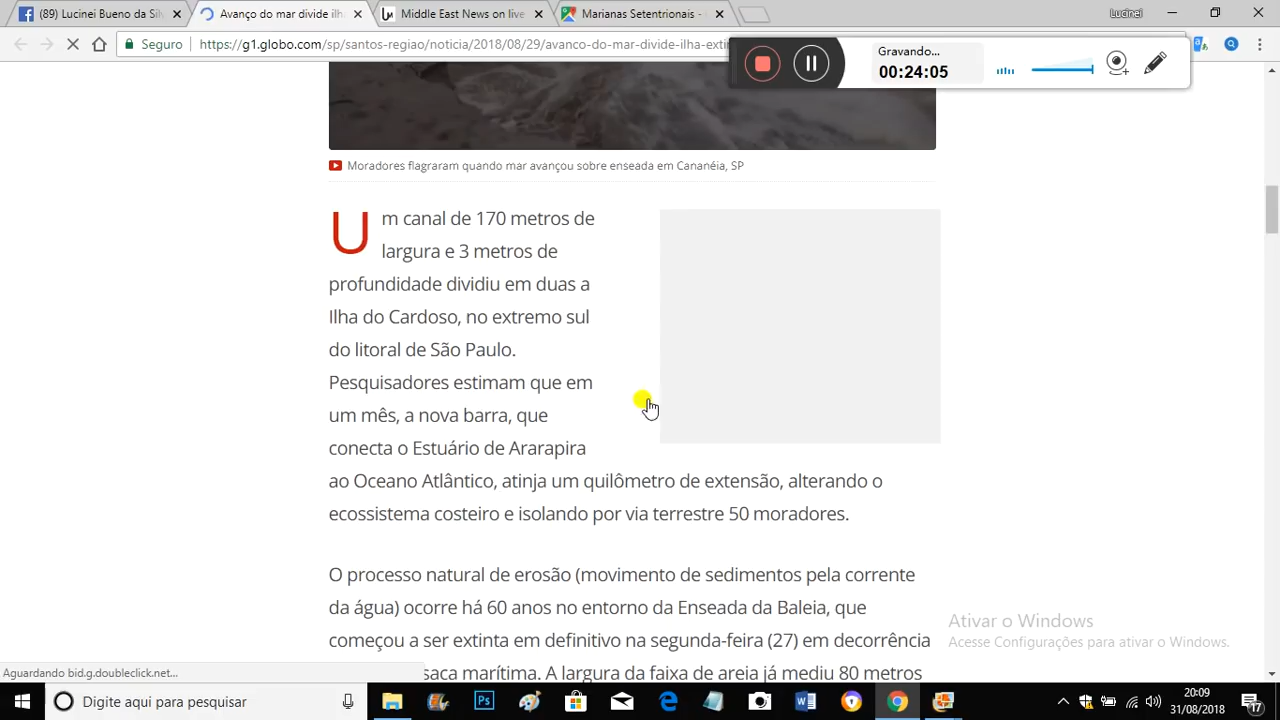 (89) Lucinei Bueno da Silv
Avanço do mar divide ilh
Middle East News on live
Marianas Setentrionais -
Lucinei
Seguro
https://g1.globo.com/sp/santos-regiao/noticia/2018/08/29/avanco-do-mar-divide-ilha-exti
Gravando...
00:24:05
Moradores flagraram quando mar avançou sobre enseada em Cananéia, SP
Um canal de 170 metros de
largura e 3 metros de
profundidade dividiu em duas a
Ilha do Cardoso, no extremo sul
do litoral de São Paulo.
Pesquisadores estimam que em
um mês, a nova barra, que
conecta o Estuário de Ararapira
ao Oceano Atlântico, atinja um quilômetro de extensão, alterando o
ecossistema costeiro e isolando por via terrestre 50 moradores.
O processo natural de erosão (movimento de sedimentos pela corrente
da água) ocorre há 60 anos no entorno da Enseada da Baleia, que
começou a ser extinta em definitivo na segunda-feira (27) em decorrência
saca marítima. A largura da faixa de areia já mediu 80 metros
Ativar o Windows
Acesse Configurações para ativar o Windows.
Aguardando bid.g.doubleclick.net...
Digite aqui para pesquisar
20:09
31/08/2018
17